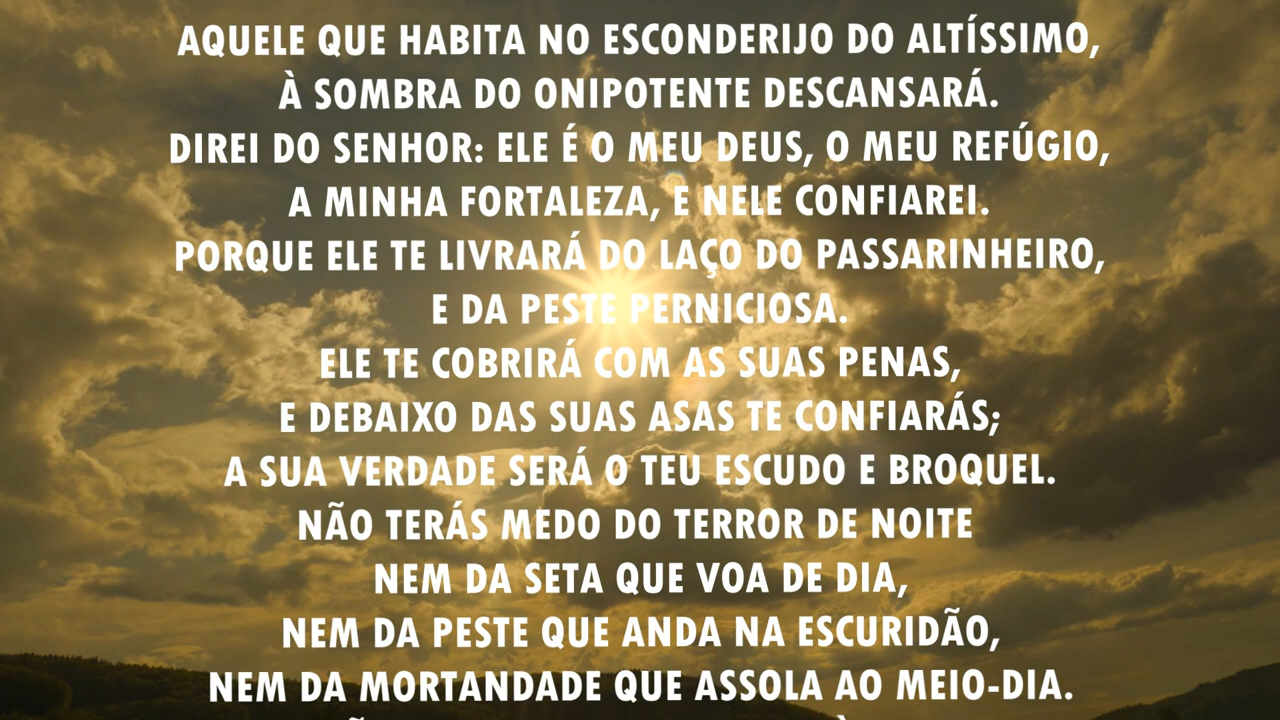 AQUELE QUE HABITA NO ESCONDERIJO DO ALTÍSSIMO,
À SOMBRA DO ONIPOTENTE DESCANSARÁ.
DIREI DO SENHOR: ELE É O MEU DEUS, O MEU REFÚGIO,
A MINHA FORTALEZA, E NELE CONFIAREI.
PORQUE ELE TE LIVRARÁ DO LAÇO DO PASSARINHEIRO,
E DA PESTE PERNICIOSA.
ELE TE COBRIRÁ COM AS SUAS PENAS,
E DEBAIXO DAS SUAS ASAS TE CONFIARÁS;
A SUA VERDADE SERÁ O TEU ESCUDO E BROQUEL.
NÃO TERÁS MEDO DO TERROR DE NOITE
NEM DA SETA QUE VOA DE DIA,
NEM DA PESTE QUE ANDA NA ESCURIDÃO,
NEM DA MORTANDADE QUE ASSOLA AO MEIO-DIA.